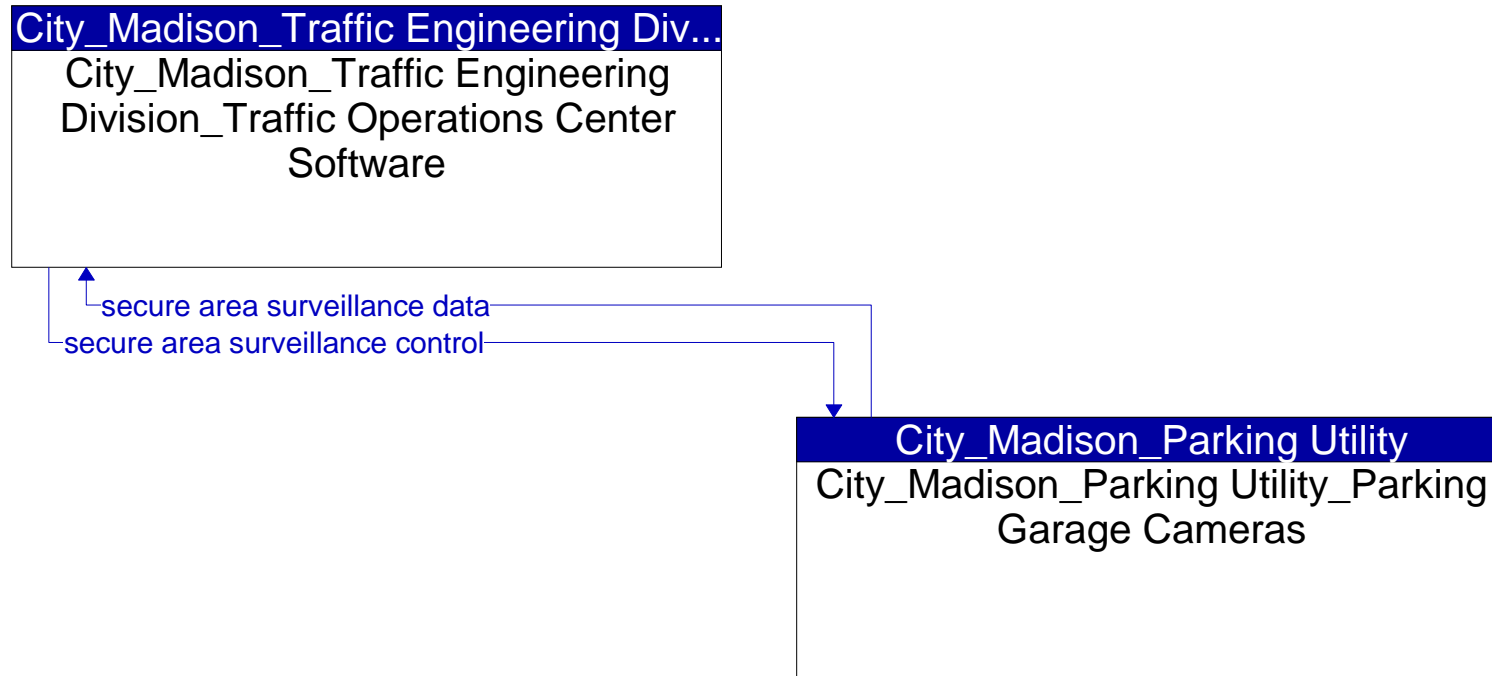 City_Madison_Traffic Engineering Div...
City_Madison_Traffic Engineering
Division_Traffic Operations Center
Software
secure area surveillance data
secure area surveillance control
City_Madison_Parking Utility
City_Madison_Parking Utility_Parking
Garage Cameras